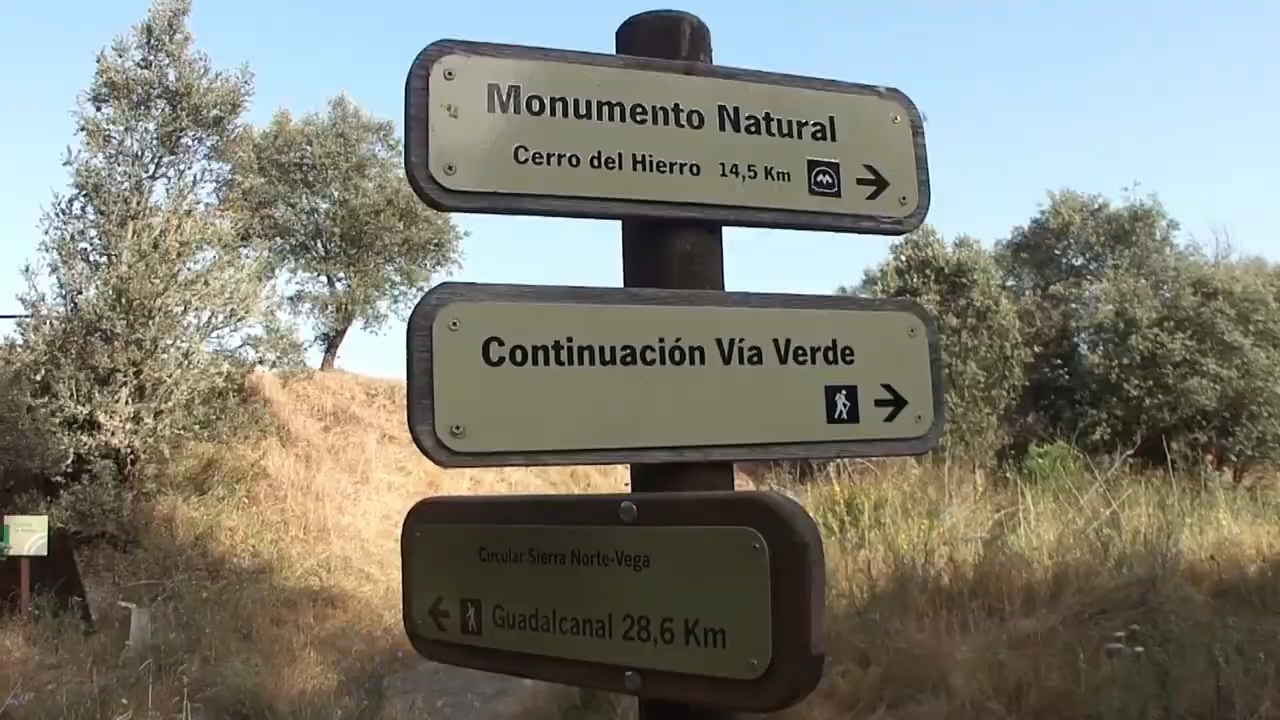 Monumento Natural
Cerro del Hierro 14,5 Km
Continuación Vía Verde
Circular Sierra Norte-Vega
Guadalcanal 28,6 Km